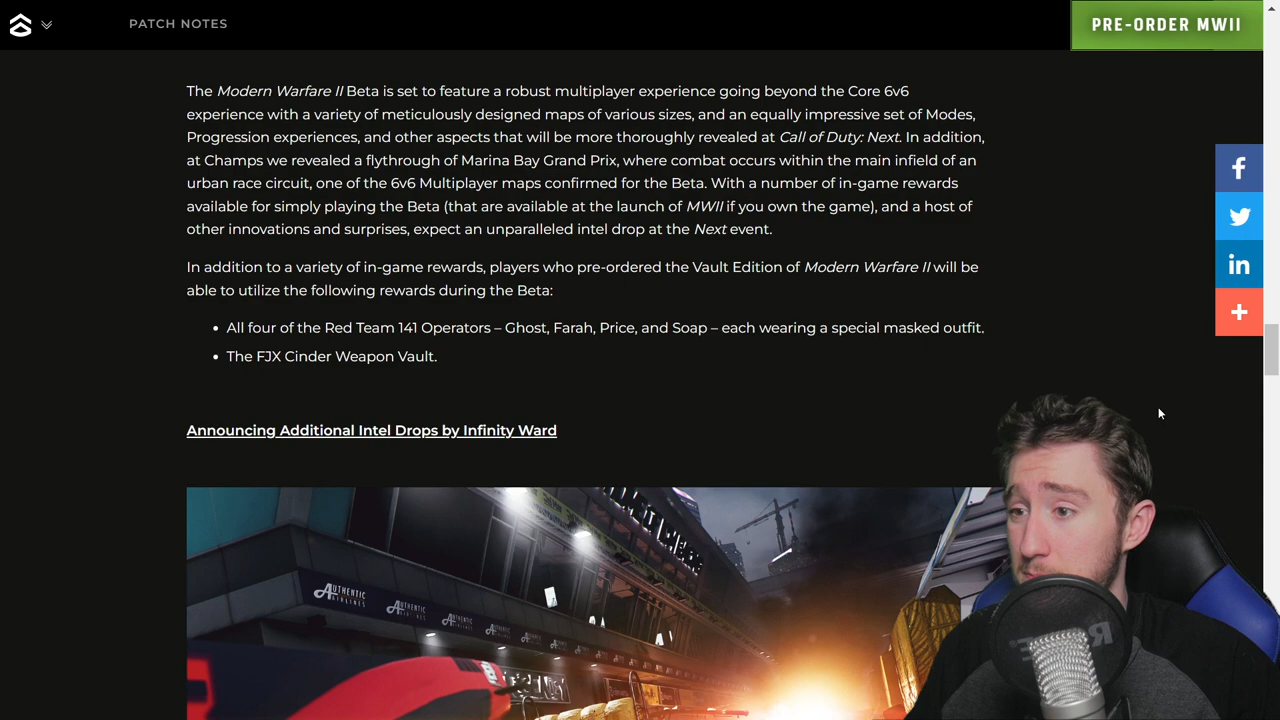 PATCH NOTES
PRE-ORDER MWII
The Modern Warfare II Beta is set to feature a robust multiplayer experience going beyond the Core 6v6
experience with a variety of meticulously designed maps of various sizes, and an equally impressive set of Modes,
Progression experiences, and other aspects that will be more thoroughly revealed at Call of Duty: Next. In addition,
at Champs we revealed a flythrough of Marina Bay Grand Prix, where combat occurs within the main infield of an
urban race circuit, one of the 6v6 Multiplayer maps confirmed for the Beta. With a number of in-game rewards
available for simply playing the Beta (that are available at the launch of MWII if you own the game), and a host of
other innovations and surprises, expect an unparalleled intel drop at the Next event.
In addition to a variety of in-game rewards, players who pre-ordered the Vault Edition of Modern Warfare II will be
able to utilize the following rewards during the Beta:
• All four of the Red Team 141 Operators – Ghost, Farah, Price, and Soap – each wearing a special masked outfit.
• The FJX Cinder Weapon Vault.
Announcing Additional Intel Drops by Infinity Ward
AUTHENTIC
AUTHENTIC